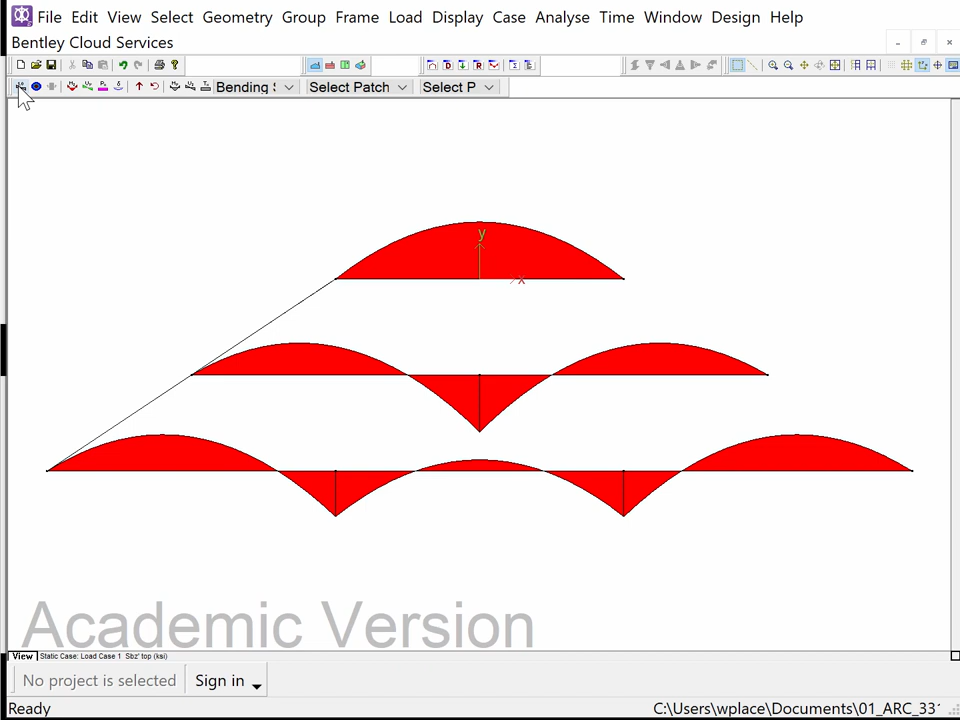 File Edit View Select Geometry Group Frame Load Display Case Analyse Time Window Design Help
Bentley Cloud Services
Bending Select Patch Select P
y
x
Academic Version
View Static Case: Load Case 1 Sbz' top (ksi)
No project is selected Sign in
Ready C:\Users\wplace\Documents\01_ARC_33